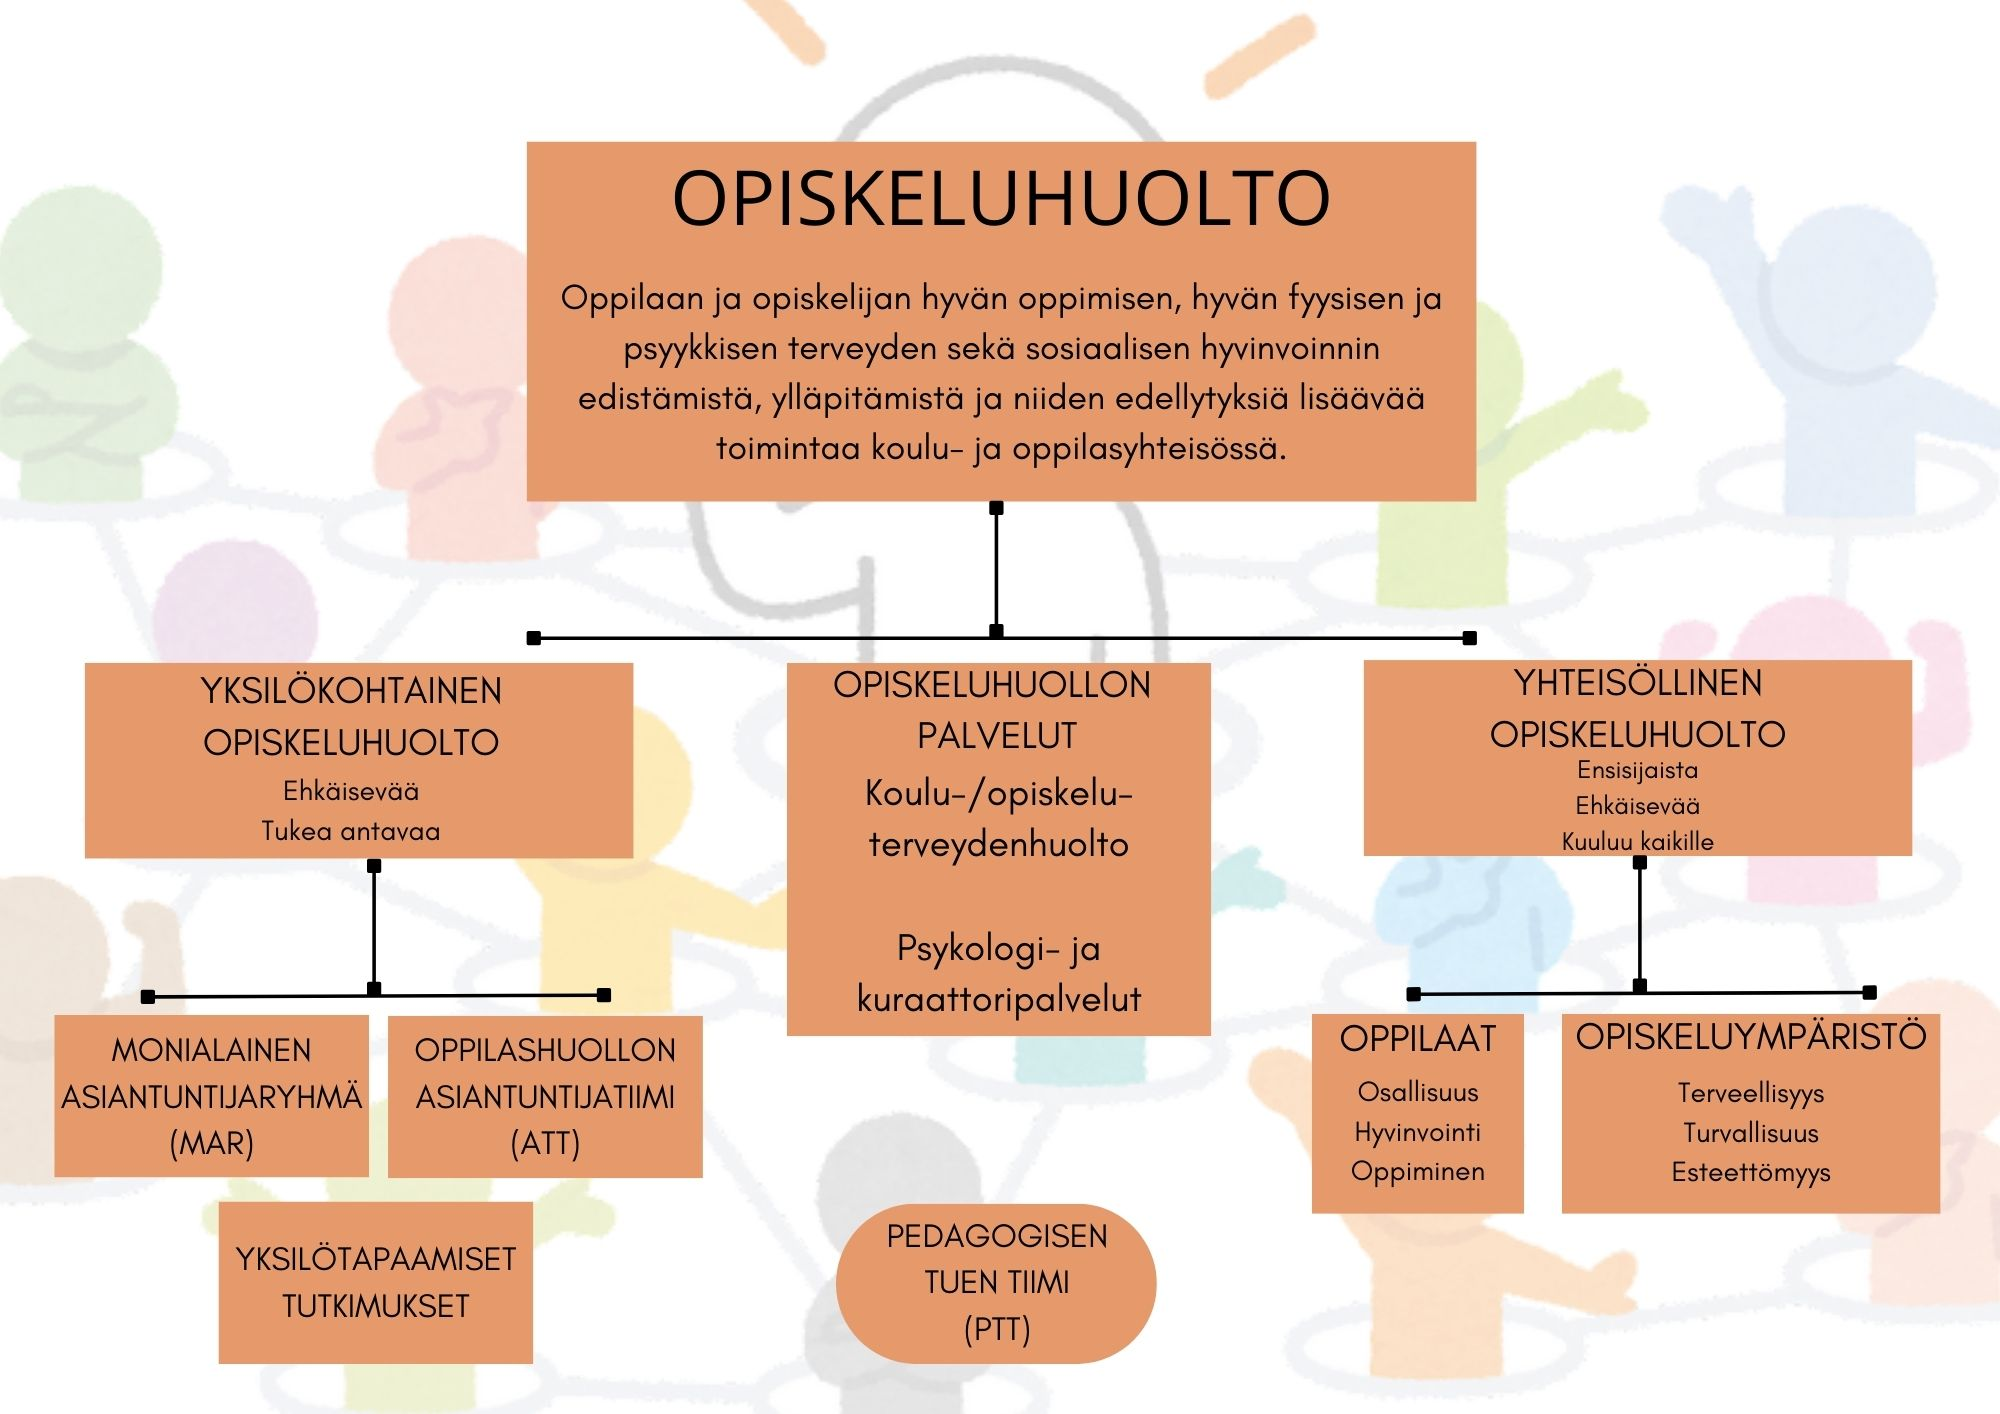 OPISKELUHUOLTO
Oppilaan ja opiskelijan hyvän oppimisen, hyvän fyysisen ja
psyykkisen terveyden sekä sosiaalisen hyvinvoinnin
edistämistä, ylläpitämistä ja niiden edellytyksiä lisäävää
toimintaa koulu- ja oppilasyhteisössä.
YKSILÖKOHTAINEN
OPISKELUHUOLTO
Ehkäisevää
Tukea antavaa
OPISKELUHUOLLON
PALVELUT
Koulu-/opiskelu-
terveydenhuolto
Psykologi- ja
kuraattoripalvelut
YHTEISÖLLINEN
OPISKELUHUOLTO
Ensisijaista
Ehkäisevää
Kuuluu kaikille
MONIALAINEN
ASIANTUNTIJARYHMÄ
(MAR)
OPPILASHUOLLON
ASIANTUNTIJATIIMI
(ATT)
YKSILÖTAPAAMISET
TUTKIMUKSET
PEDAGOGISEN
TUEN TIIMI
(PTT)
OPPILAAT
Osallisuus
Hyvinvointi
Oppiminen
OPISKELUYMPÄRISTÖ
Terveellisyys
Turvallisuus
Esteettömyys